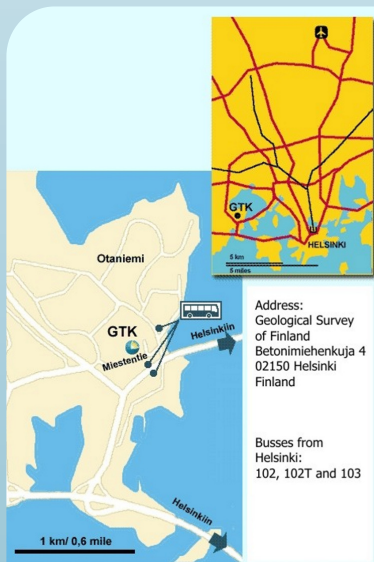 GTK
HELSINKI
5 km
5 miles
Otaniemi
GTK
Miestentie
Helsinkiin
Address:
Geological Survey
of Finland
Betonimiehenkuja 4
02150 Helsinki
Finland
Busses from
Helsinki:
102, 102T and 103
Helsinkiin
1 km/ 0,6 mile